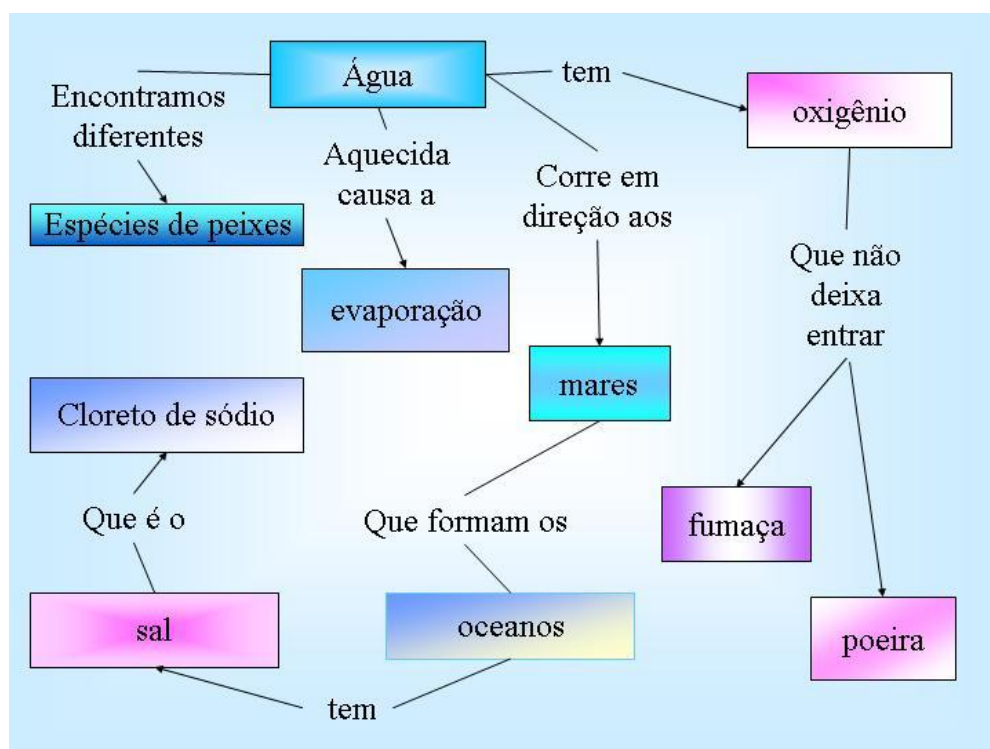 Água
tem
oxigênio
Encontramos
diferentes
Espécies de peixes
Aquecida
causa a
evaporação
Corre em
direção aos
mares
Que não
deixa
entrar
fumaça
poeira
Que formam os
oceanos
tem
sal
Que é o
Cloreto de sódio